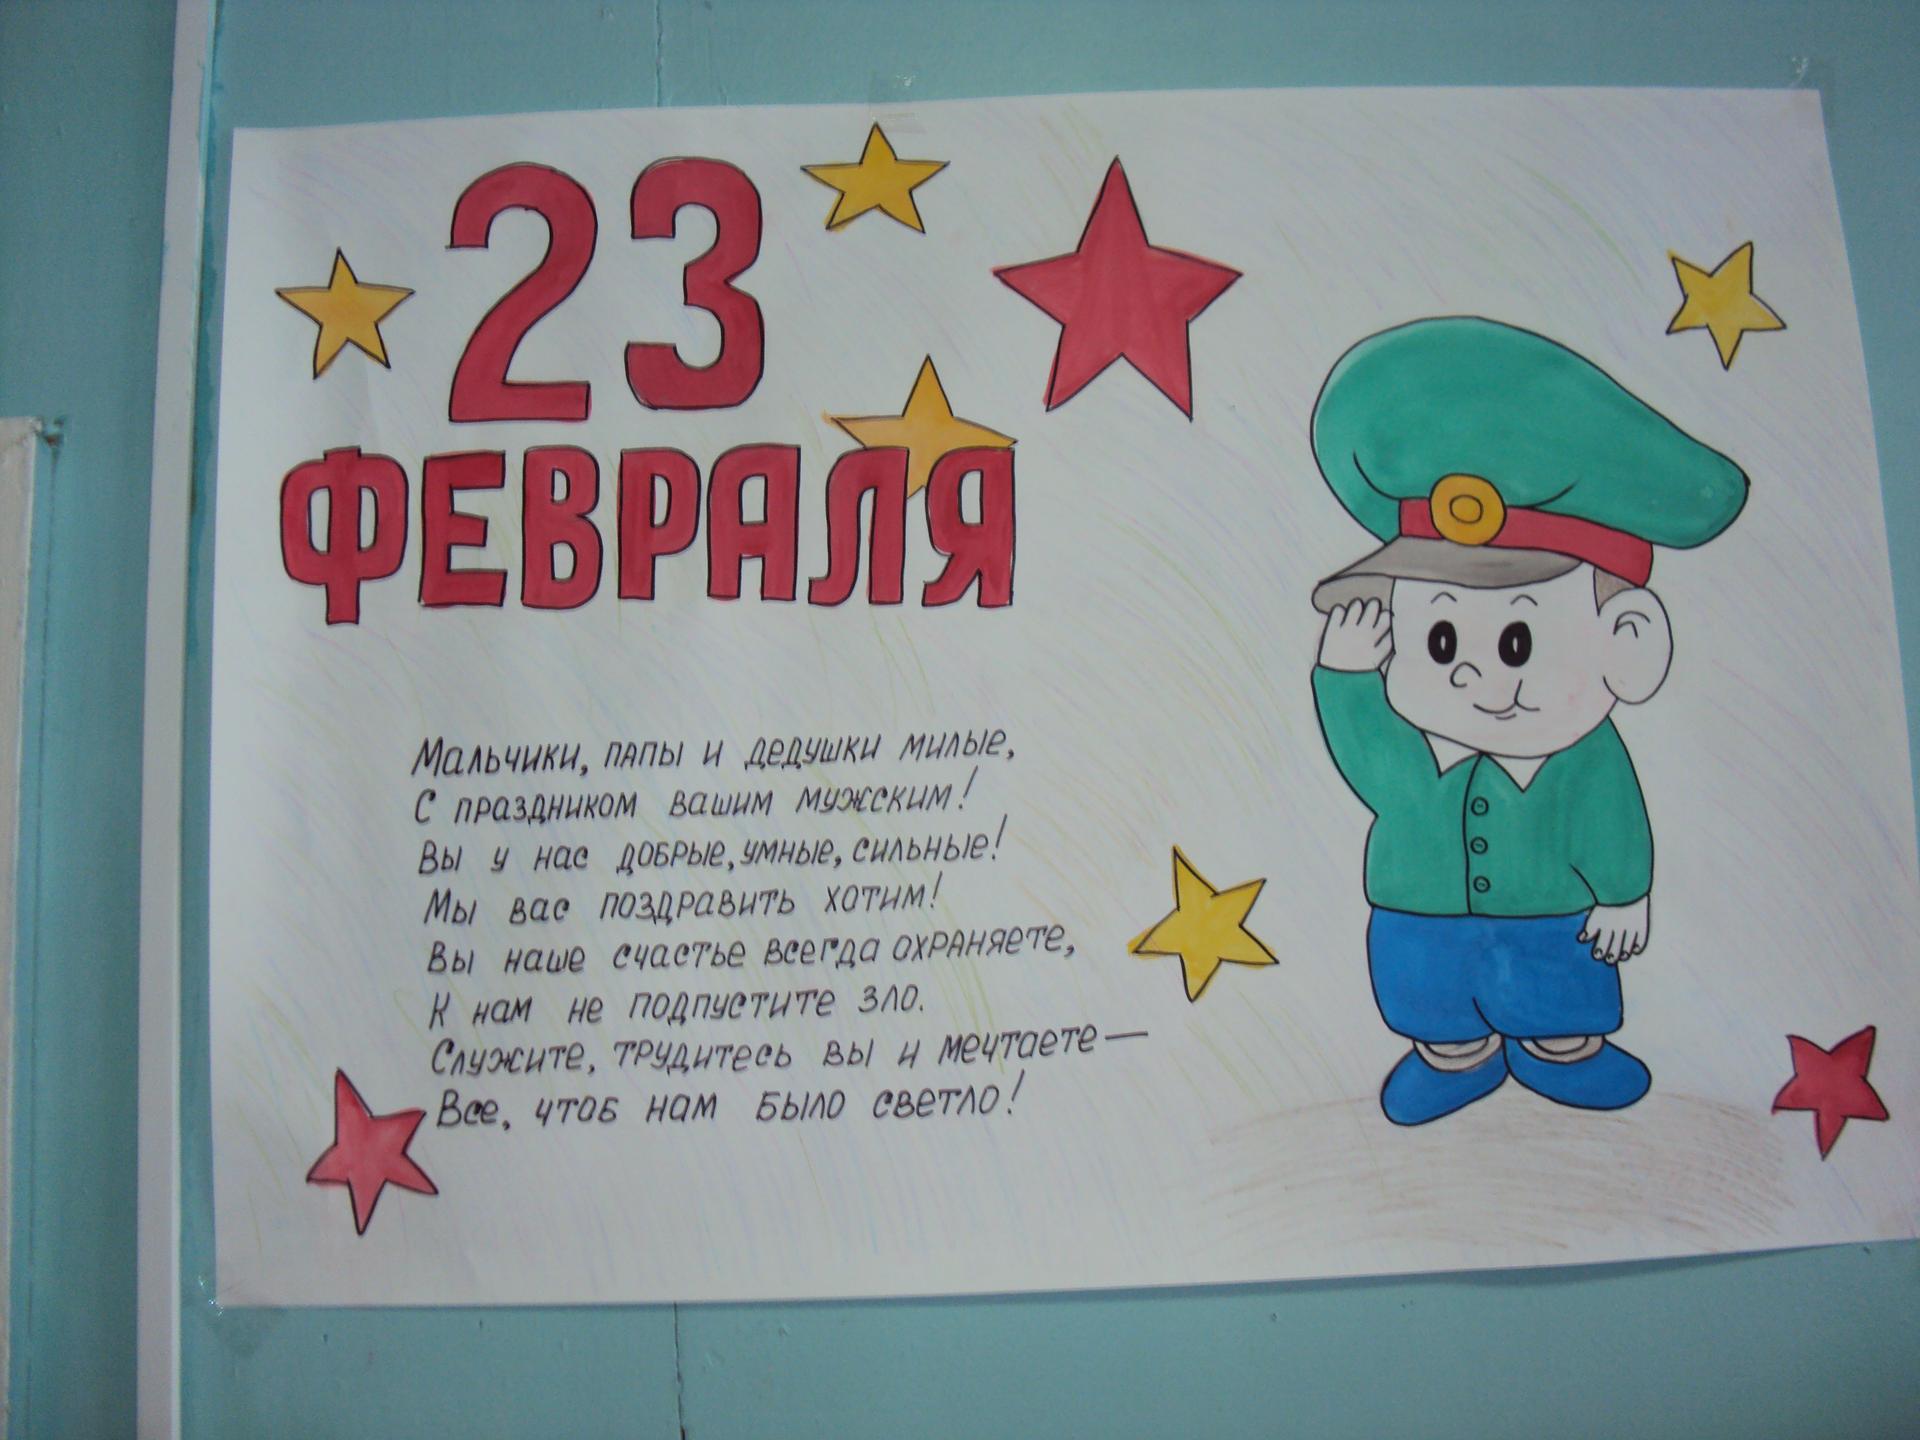 23
ФЕВРАЛЯ
Мальчики, папы и дедушки милые,
С праздником вашим мужским!
Вы у нас добрые, умные, сильные!
Мы вас поздравить хотим!
Вы наше счастье всегда охраняете,
К нам не подпустите зло.
Служите, трудитесь вы и мечтаете —
Все, чтоб нам было светло!